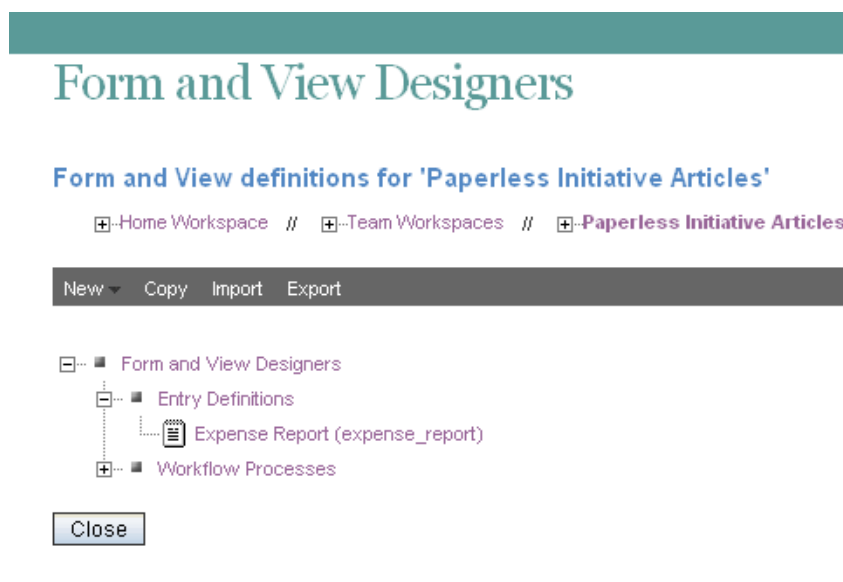 Form and View Designers
Form and View definitions for 'Paperless Initiative Articles'
Home Workspace // Team Workspaces // Paperless Initiative Articles
New Copy Import Export
Form and View Designers
Entry Definitions
Expense Report (expense_report)
Workflow Processes
Close